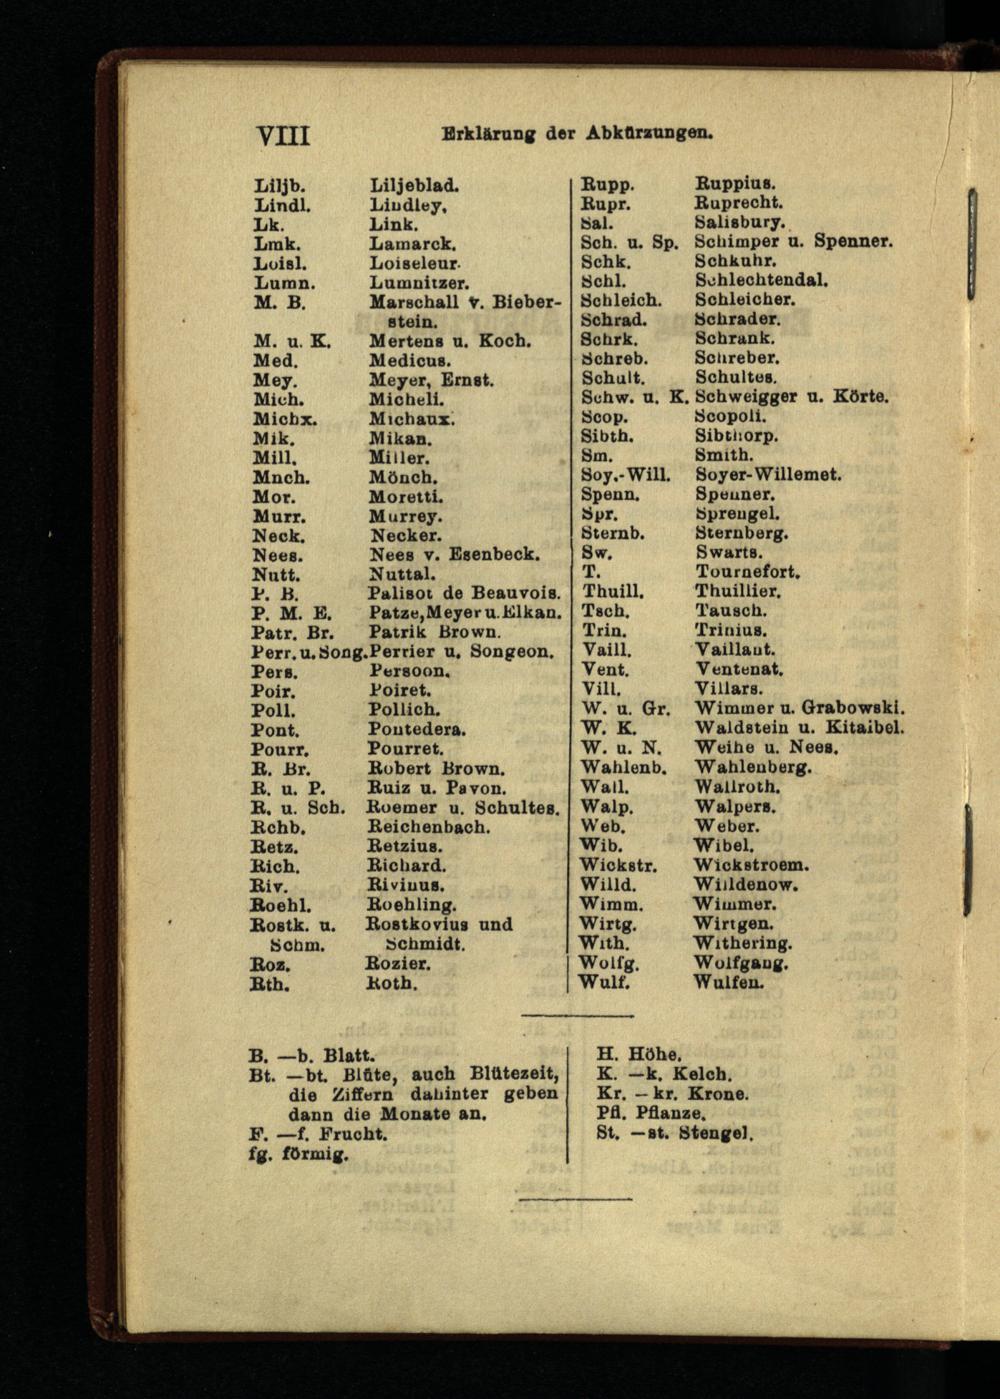 VIII Erklärung der Abkürzungen.
Liljb. Liljeblad.
Lindl. Lindley.
Lk. Link.
Lmk. Lamarck.
Loisl. Loiseleur.
Lumn. Lumnitzer.
M. B. Marschall v. Bieber-
stein.
M. u. K. Mertens u. Koch.
Med. Medicus.
Mey. Meyer, Ernst.
Mich. Micheli.
Michx. Michaux.
Mik. Mikan.
Mill. Miller.
Mnch. Mönch.
Mor. Moretti.
Murr. Murrey.
Neck. Necker.
Nees. Nees v. Esenbeck.
Nutt. Nuttal.
P. B. Palisot de Beauvois.
P. M. E. Patze, Meyer u. Elkan.
Patr. Br. Patrik Brown.
Perr. u. Song. Perrier u. Songeon.
Pers. Persoon.
Poir. Poiret.
Poll. Pollich.
Pont. Pontedera.
Pourr. Pourret.
R. Br. Robert Brown.
R. u. P. Ruiz u. Pavon.
R. u. Sch. Roemer u. Schultes.
Rchb. Reichenbach.
Retz. Retzius.
Rich. Richard.
Riv. Rivinus.
Roehl. Roehling.
Rostk. u. Rostkovius und
Schm. Schmidt.
Roz. Rozier.
Rth. Roth.
Rupp. Ruppius.
Rupr. Ruprecht.
Sal. Salisbury.
Sch. u. Sp. Schimper u. Spenner.
Schk. Schkuhr.
Schl. Schlechtendal.
Schleich. Schleicher.
Schrad. Schrader.
Schrk. Schrank.
Schreb. Schreber.
Schult. Schultes.
Schw. u. K. Schweigger u. Körte.
Scop. Scopoli.
Sibth. Sibthorp.
Sm. Smith.
Soy.-Will. Soyer-Willemet.
Spenn. Spenner.
Spr. Sprengel.
Sternb. Sternberg.
Sw. Swarts.
T. Tournefort.
Thuill. Thuillier.
Tsch. Tausch.
Trin. Trinius.
Vaill. Vaillant.
Vent. Ventenat.
Vill. Villars.
W. u. Gr. Wimmer u. Grabowski.
W. K. Waldstein u. Kitaibel.
W. u. N. Weihe u. Nees.
Wahlenb. Wahlenberg.
Wall. Wallroth.
Walp. Walpers.
Web. Weber.
Wib. Wibel.
Wickstr. Wickstroem.
Willd. Willdenow.
Wimm. Wimmer.
Wirtg. Wirtgen.
With. Withering.
Wolfg. Wolfgang.
Wulf. Wulfen.
B. —b. Blatt.
Bt. —bt. Blüte, auch Blütezeit,
die Ziffern dahinter geben
dann die Monate an.
F. —f. Frucht.
fg. förmig.
H. Höhe.
K. —k. Kelch.
Kr. —kr. Krone.
Pfl. Pflanze.
St. —st. Stengel.